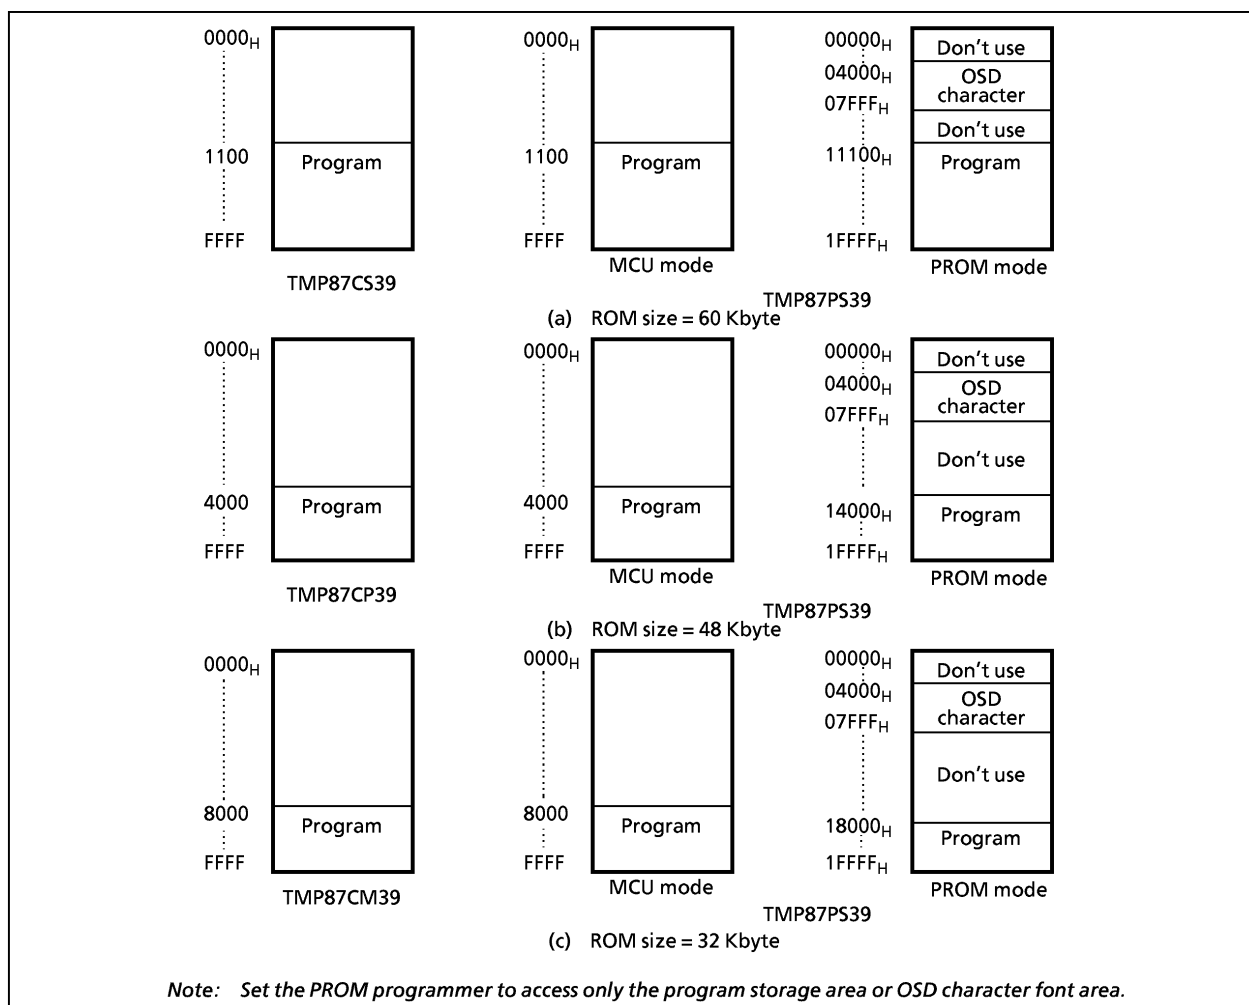 0000H
1100
FFFF
Program
TMP87CS39
0000H
1100
FFFF
Program
MCU mode
00000H
04000H
07FFFH
11100H
1FFFFH
Don't use
OSD
character
Don't use
Program
PROM mode
TMP87PS39
(a) ROM size = 60 Kbyte
0000H
4000
FFFF
Program
TMP87CP39
0000H
4000
FFFF
Program
MCU mode
00000H
04000H
07FFFH
14000H
1FFFFH
Don't use
OSD
character
Don't use
Program
PROM mode
TMP87PS39
(b) ROM size = 48 Kbyte
0000H
8000
FFFF
Program
TMP87CM39
0000H
8000
FFFF
Program
MCU mode
00000H
04000H
07FFFH
18000H
1FFFFH
Don't use
OSD
character
Don't use
Program
PROM mode
TMP87PS39
(c) ROM size = 32 Kbyte
Note: Set the PROM programmer to access only the program storage area or OSD character font area.